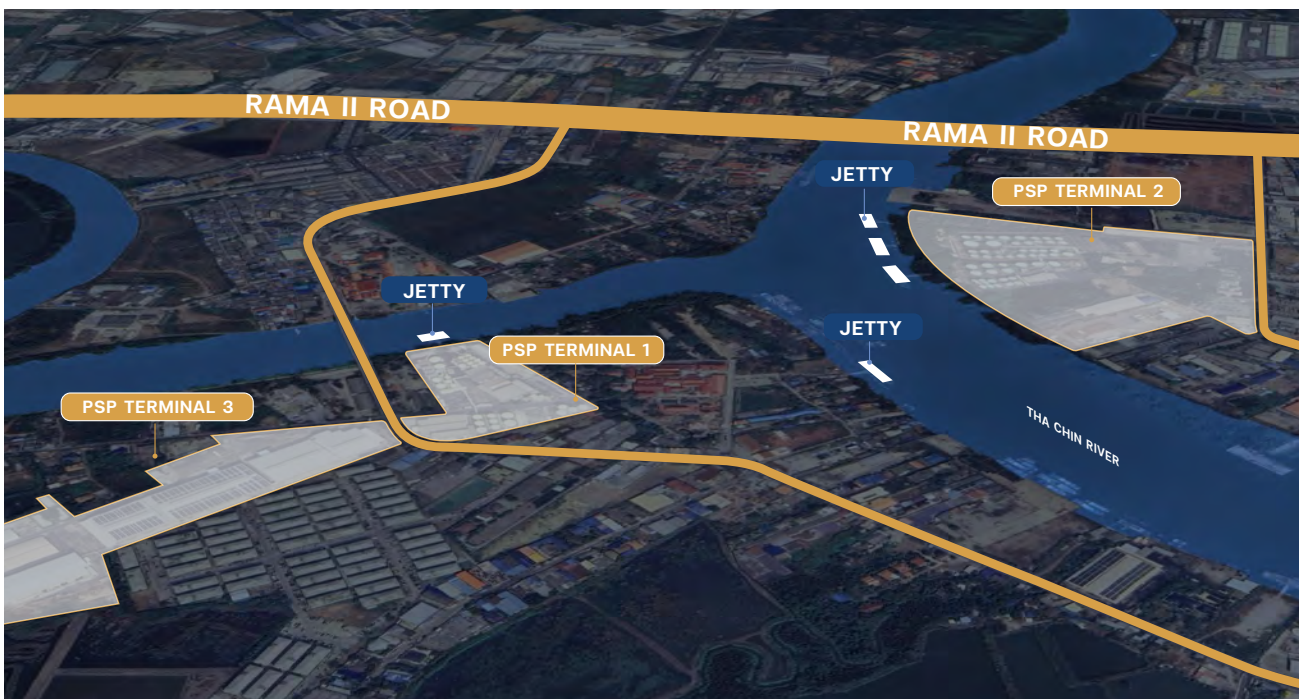 RAMA II ROAD
RAMA II ROAD
JETTY
PSP TERMINAL 2
JETTY
JETTY
PSP TERMINAL 1
PSP TERMINAL 3
THA CHIN RIVER